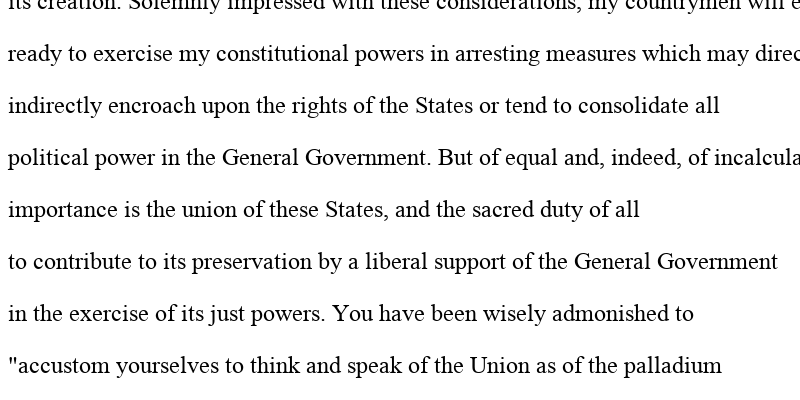 its creation. Solemnly impressed with these considerations, my countrymen will
ready to exercise my constitutional powers in arresting measures which may
indirectly encroach upon the rights of the States or tend to consolidate all
political power in the General Government. But of equal and, indeed, of
importance is the union of these States, and the sacred duty of all
to contribute to its preservation by a liberal support of the General Government
in the exercise of its just powers. You have been wisely admonished to
"accustom yourselves to think and speak of the Union as of the palladium